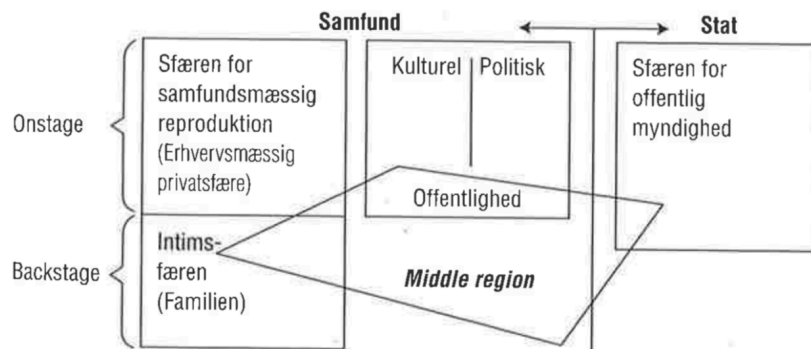 Samfund
Stat
Onstage
Sfæren for
samfundsmæssig
reproduktion
(Erhvervsmæssig
privatsfære)
Kulturel
Politisk
Offentlighed
Sfæren for
offentlig
myndighed
Backstage
Intims-
færen
(Familien)
Middle region